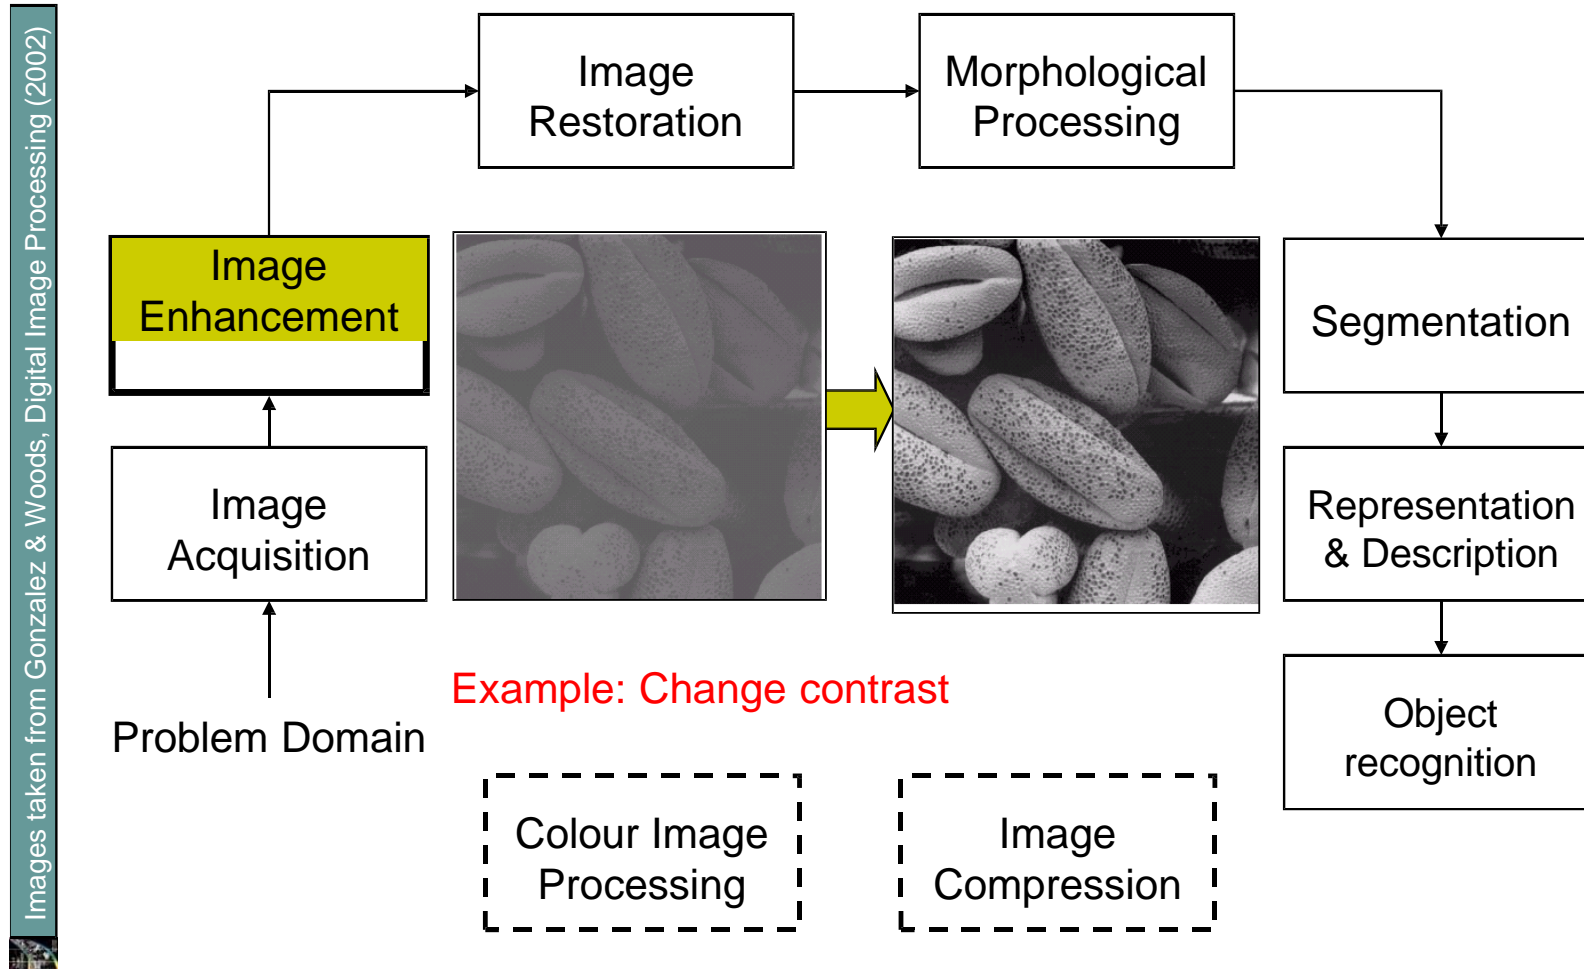 Images taken from Gonzalez & Woods, Digital Image Processing (2002)
Image
Restoration
Morphological
Processing
Image
Enhancement
Segmentation
Image
Acquisition
Representation
& Description
Example: Change contrast
Problem Domain
Object
recognition
Colour Image
Processing
Image
Compression